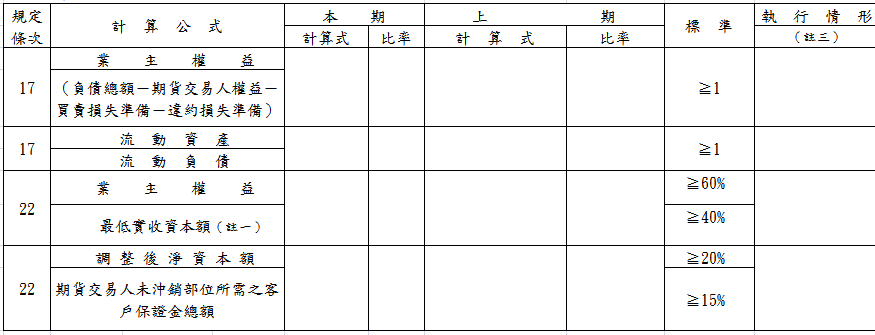 規定 計算公式 本期 上期 標準 執行情形
條次 計算式 比率 計算式 比率 （註三）
17 業主權益 ≧1
（負債總額－期貨交易人權益－
買賣損失準備－違約損失準備）
17 流動資產 ≧1
流動負債
22 業主權益 ≧60%
最低實收資本額（註一） ≧40%
22 調整後淨資本額 ≧20%
期貨交易人未沖銷部位所需之客 ≧15%
戶保證金總額